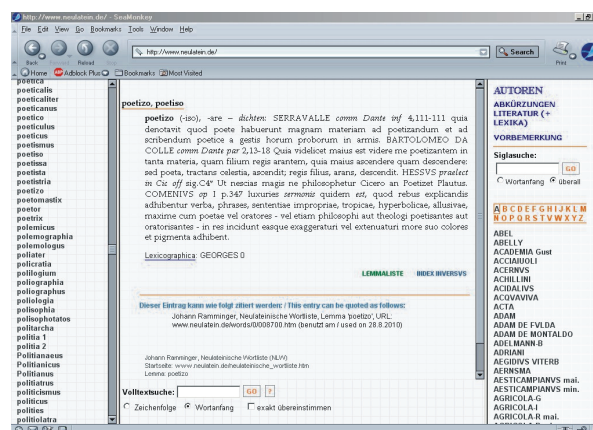 http://www.neulatein.de/ - SeaMonkey
File Edit View Go Bookmarks Tools Window Help
Back Reload Stop
http://www.neulatein.de/
Search
Print
Home Adblock Plus Bookmarks Most Visited
poetica
poeticalis
poeticaliter
poeticanus
poetico
poeticulus
poeticus
poetismus
poetiso
poetissa
poetista
poetistria
poetizo
poetomastix
poetor
poetrix
polemicus
polemographia
polemologus
poliater
policratia
polilogium
poliographia
poliographus
poliologia
polisophia
polisophotatos
politarcha
politia 1
politia 2
Politianaeus
Politianicus
Politianus
politiatrus
politicismus
politicus
polities
politiolatra
poetizo, poetiso
poetizo (-iso), -are – dichten: SERRAVALLE comm Dante inf 4,111-111 quia
denotavit quod poete habuerunt magnam materiam ad poetizandum et ad
scribendum poetice a gestis horum proborum in armis. BARTOLOMEO DA
COLLE comm Dante par 2,13-18 Quia videlicet maius est videre me poetizantem in
tanta materia, quam filium regis arantem, quia maius ascendere quam descendere:
sed poeta, tractans celestia, ascendit; regis filius, arans, descendit. HESSVS praelect
in Cic off sig.C4v Ut nescias magis ne philosophetur Cicero an Poetizet Plautus.
COMENIVS op I p.347 luxuries sermonis quidem est, quod rebus explicandis
adhibentur verba, phrases, sententiae impropriae, tropicae, hyperbolicae, allusivae,
maxime cum poetae vel oratores - vel etiam philosophi aut theologi poetisantes aut
oratorisantes - in res incidunt easque exaggeraturi vel extenuaturi more suo colores
et pigmenta adhibent.
Lexicographica: GEORGES 0
LEMMALISTE INDEX INVERSVS
Dieser Eintrag kann wie folgt zitiert werden: / This entry can be quoted as follows:
Johann Ramminger, Neulateinische Wortliste, Lemma 'poetizo', URL:
www.neulatein.de/words/0/008700.htm (benutzt am / used on 28.8.2010)
Johann Ramminger, Neulateinische Wortliste (NLW)
Startseite: www.neulatein.de/neulateinische_wortliste.htm
Lemma: poetizo
Volltextsuche: GO ?
Zeichenfolge Wortanfang exakt übereinstimmen
AUTOREN
ABKÜRZUNGEN
LITERATUR (+
LEXIKA)
VORBEMERKUNG
Siglasuche:
GO
Wortanfang überall
A B C D E F G H I J K L M
N O P Q R S T V W X Y Z
ABEL
ABELLY
ACADEMIA Gust
ACCIAIUOLI
ACERNVS
ACHILLINI
ACIDALIVS
ACQVAVIVA
ACTA
ADAM
ADAM DE FVLDA
ADAM DE MONTALDO
ADELMANN-B
ADRIANI
AEGIDIVS VITERB
AERNSMA
AESTICAMPIANVS mai.
AESTICAMPIANVS min.
AGRICOLA-G
AGRICOLA-I
AGRICOLA-R mai.